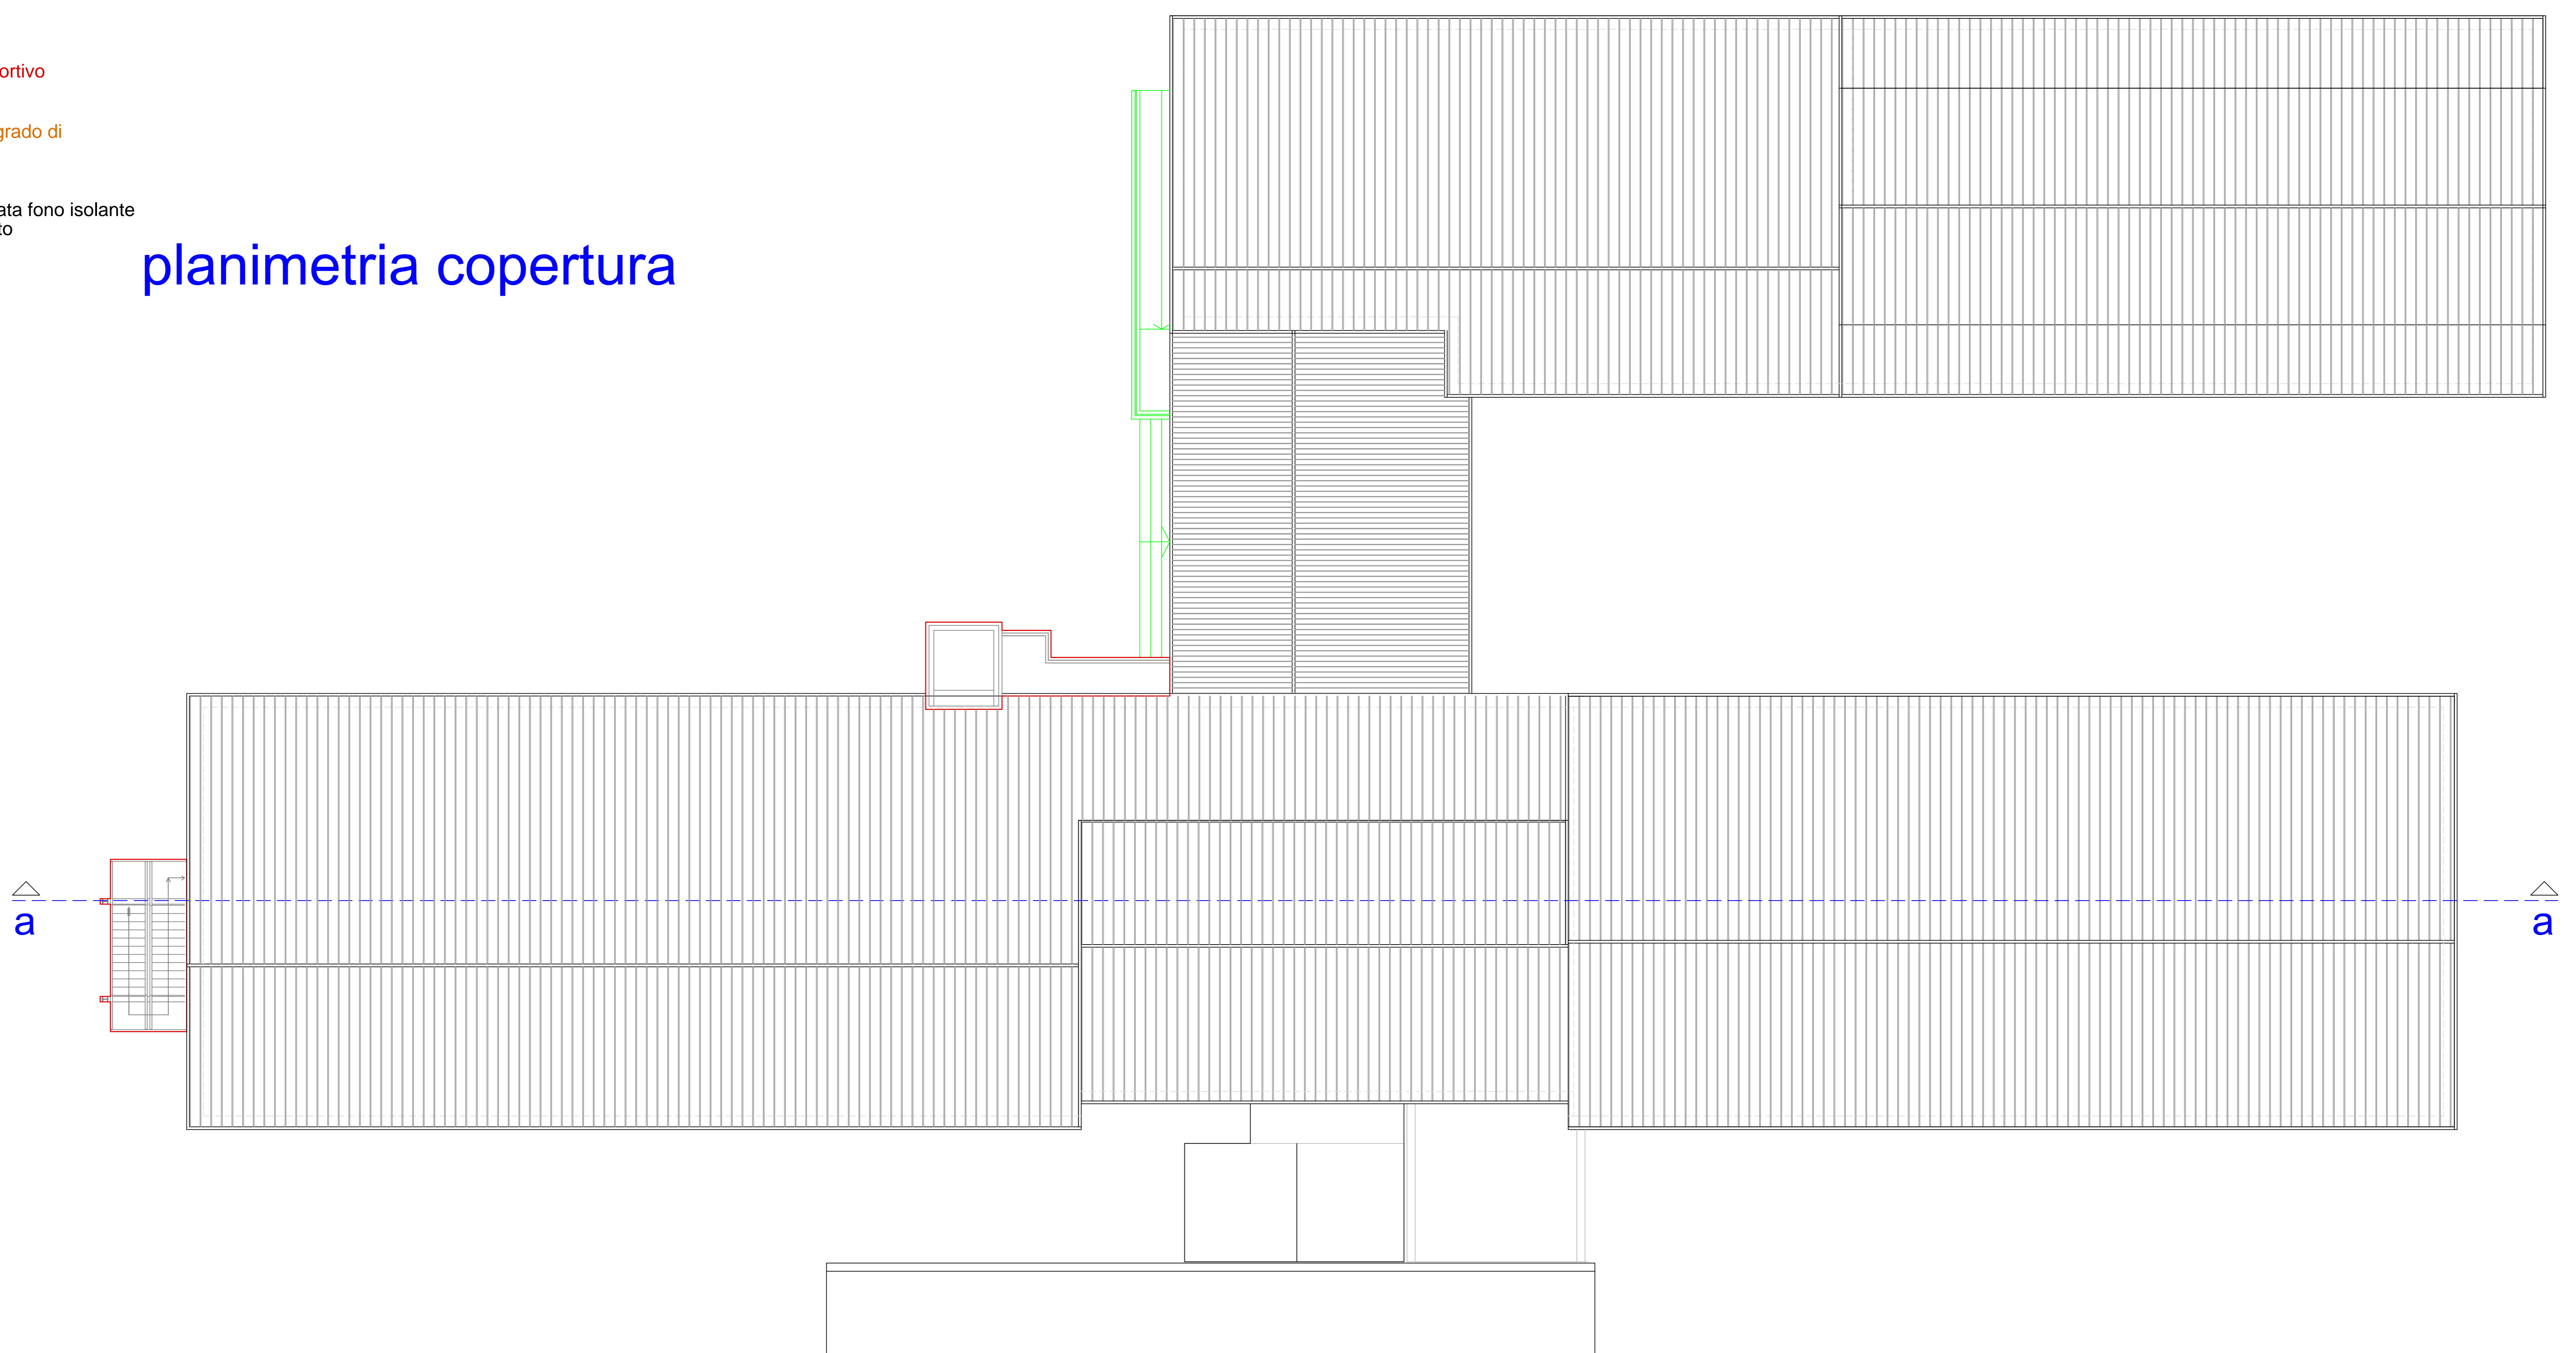 ortivo
grado di
ata fono isolante
to
planimetria copertura
a
a